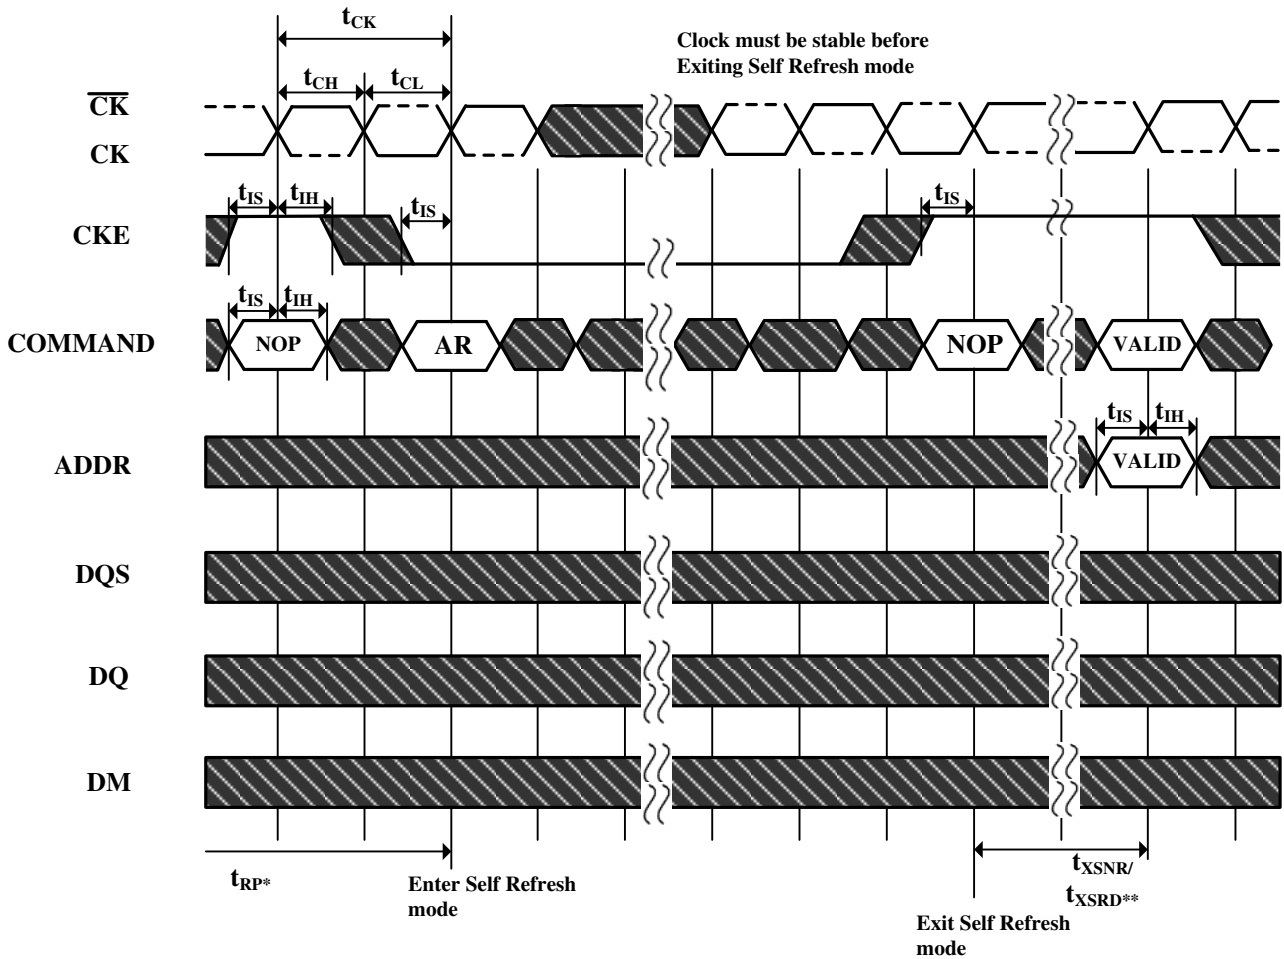 tCK
Clock must be stable before
Exiting Self Refresh mode
tCH
tCL
CK
CK
tIS
tIH
tIS
tIS
CKE
tIS
tIH
COMMAND
NOP
AR
NOP
VALID
tIS
tIH
ADDR
VALID
DQS
DQ
DM
tRP*
Enter Self Refresh
mode
tXSNR/
tXSRD**
Exit Self Refresh
mode